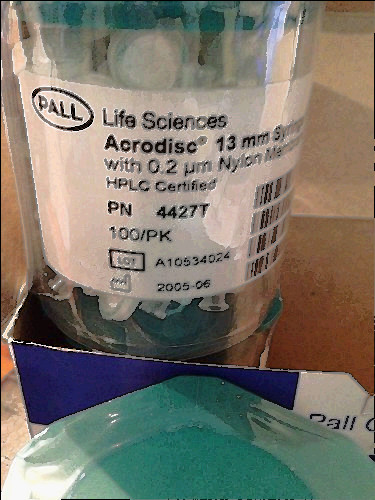 PALL
Life Sciences
Acrodisc® 13 mm
with 0.2 µm Nylon
HPLC Certified
PN 4427T
100/PK
LOT A10534024
2005-06
Pall